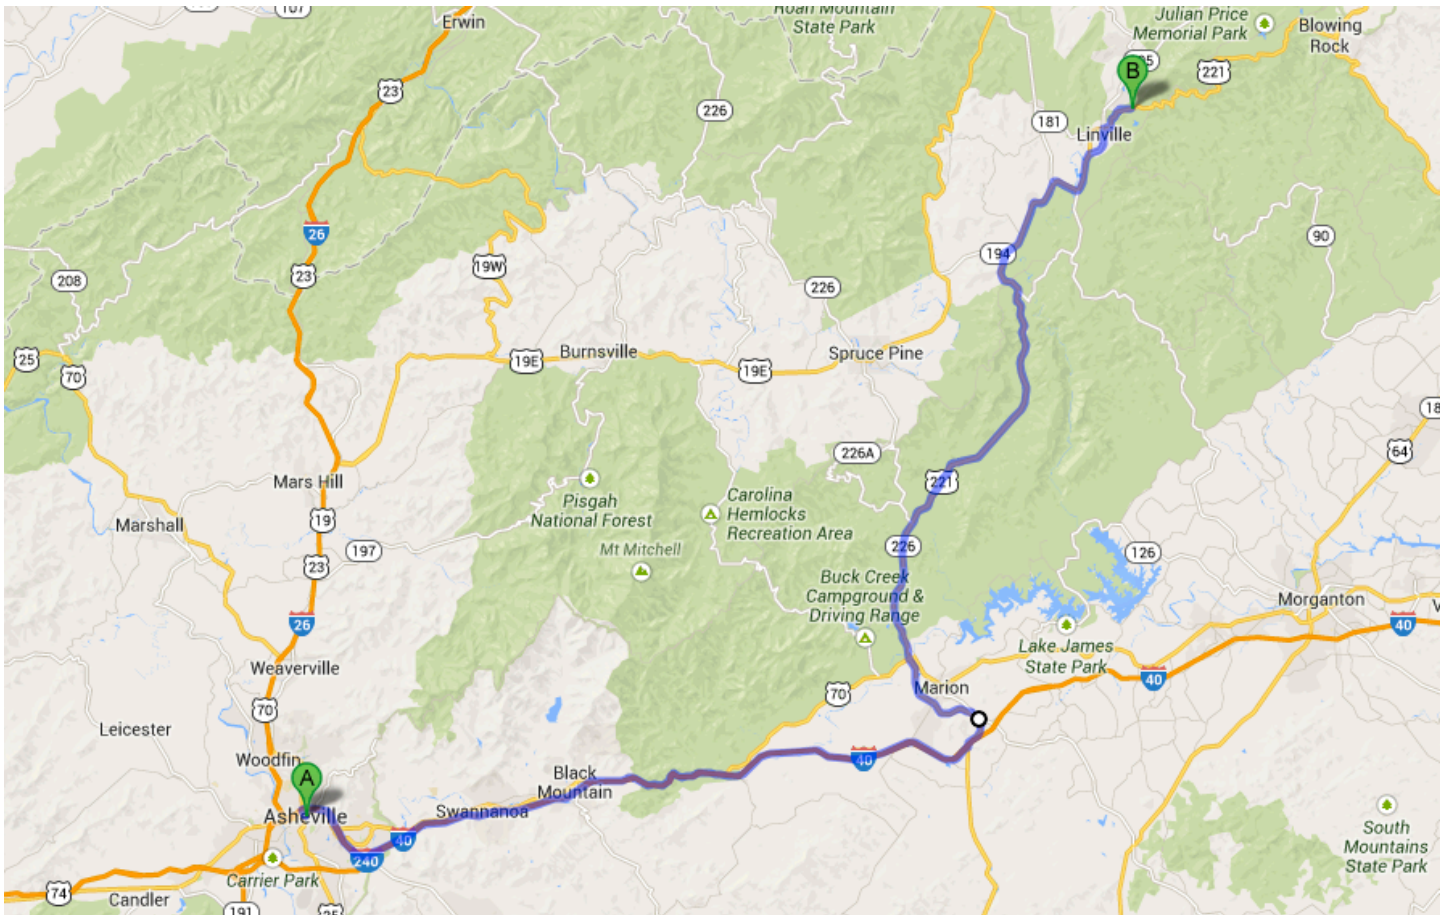 107
Erwin
Roan Mountain
State Park
Julian Price
Memorial Park
Blowing
Rock
B
221
23
226
181
Linville
26
90
194
19W
23
208
226
25
70
19E
Burnsville
19E
Spruce Pine
18
64
226A
Mars Hill
221
Pisgah
National Forest
Carolina
Hemlocks
Recreation Area
Marshall
19
197
Mt Mitchell
226
126
23
Buck Creek
Campground &
Driving Range
Morganton
26
40
Lake James
State Park
Weaverville
40
Marion
70
70
Leicester
Woodfin
40
A
Black
Mountain
Asheville
Swannanoa
40
240
South
Mountains
State Park
Carrier Park
74
Candler
191
25